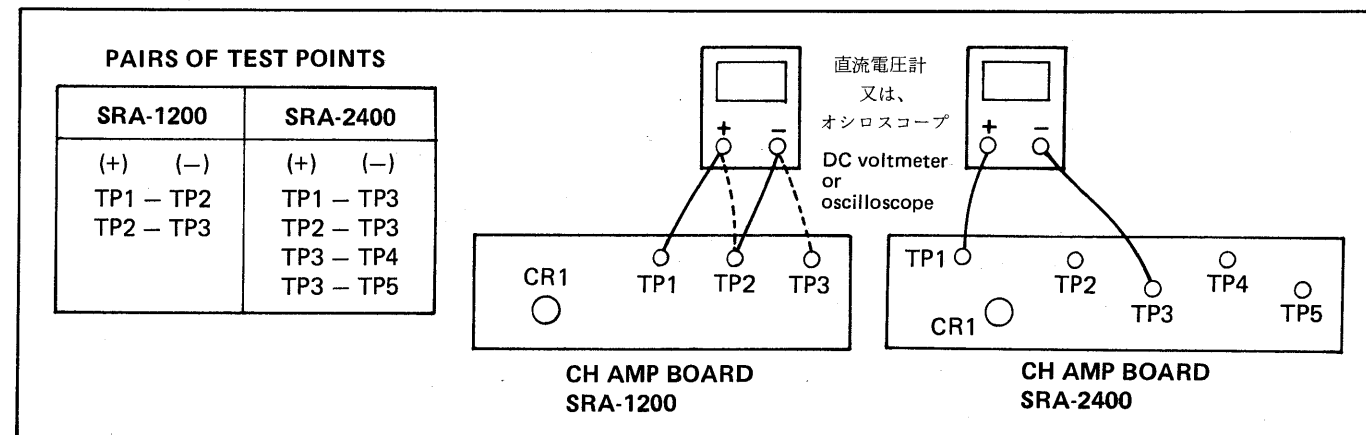 PAIRS OF TEST POINTS
SRA-1200 SRA-2400
(+) (—) (+) (—)
TP1 — TP2 TP1 — TP3
TP2 — TP3 TP2 — TP3
TP3 — TP4
TP3 — TP5
直流電圧計
又は、
オシロスコープ
DC voltmeter
or
oscilloscope
+ −
+ −
CR1
TP1 TP2 TP3
CH AMP BOARD
SRA-1200
TP1
TP2
TP3
TP4
TP5
CR1
CH AMP BOARD
SRA-2400